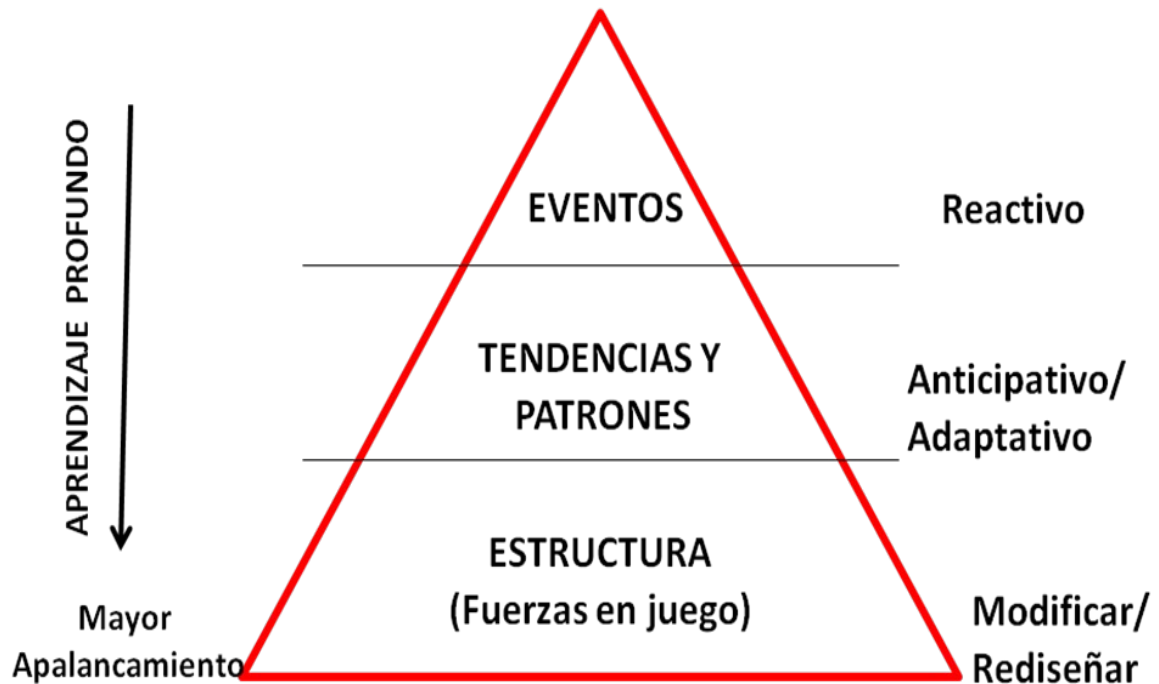 APRENDIZAJE PROFUNDO
EVENTOS
Reactivo
TENDENCIAS Y
PATRONES
Anticipativo/
Adaptativo
ESTRUCTURA
(Fuerzas en juego)
Mayor
Apalancamiento
Modificar/
Rediseñar